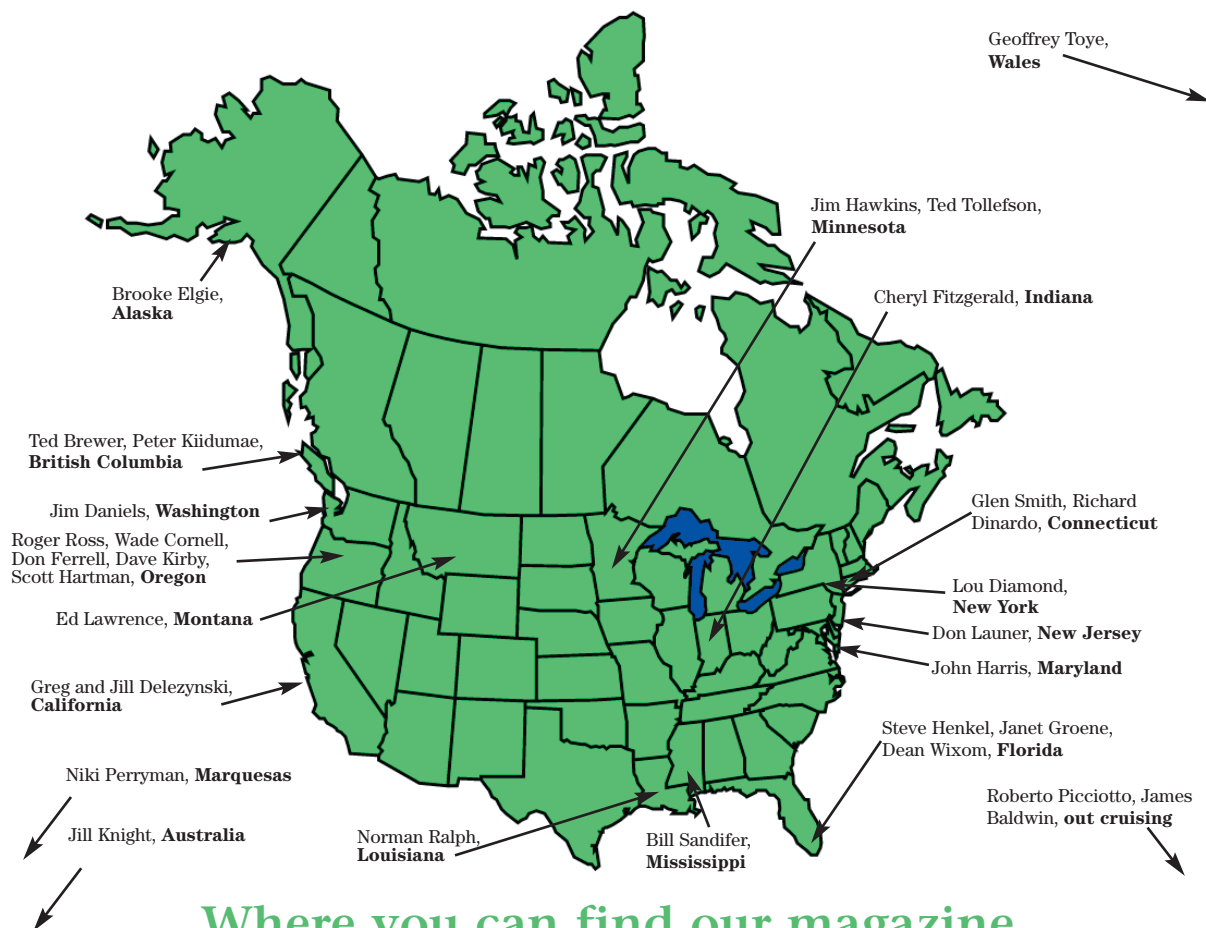 Geoffrey Toye,
Wales
Jim Hawkins, Ted Tollefson,
Minnesota
Brooke Elgie,
Alaska
Cheryl Fitzgerald, Indiana
Ted Brewer, Peter Kiidumae,
British Columbia
Glen Smith, Richard
Dinardo, Connecticut
Jim Daniels, Washington
Roger Ross, Wade Cornell,
Don Ferrell, Dave Kirby,
Scott Hartman, Oregon
Lou Diamond,
New York
Ed Lawrence, Montana
Don Launer, New Jersey
John Harris, Maryland
Greg and Jill Delezynski,
California
Steve Henkel, Janet Groene,
Dean Wixom, Florida
Niki Perryman, Marquesas
Roberto Picciotto, James
Baldwin, out cruising
Jill Knight, Australia
Norman Ralph,
Louisiana
Bill Sandifer,
Mississippi
Where you can find our magazine